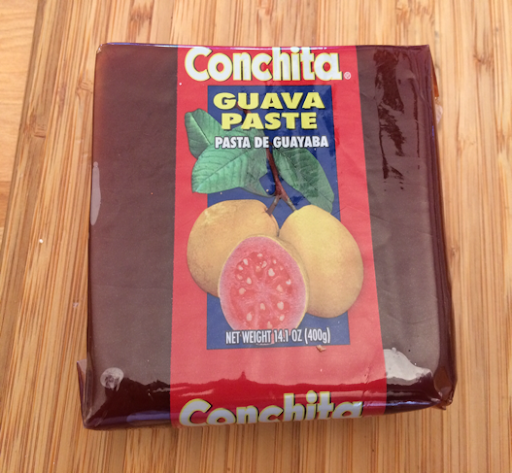 Conchita®
GUAVA
PASTE
PASTA DE GUAYABA
NET WEIGHT 14.1 OZ (400g)
Conchita